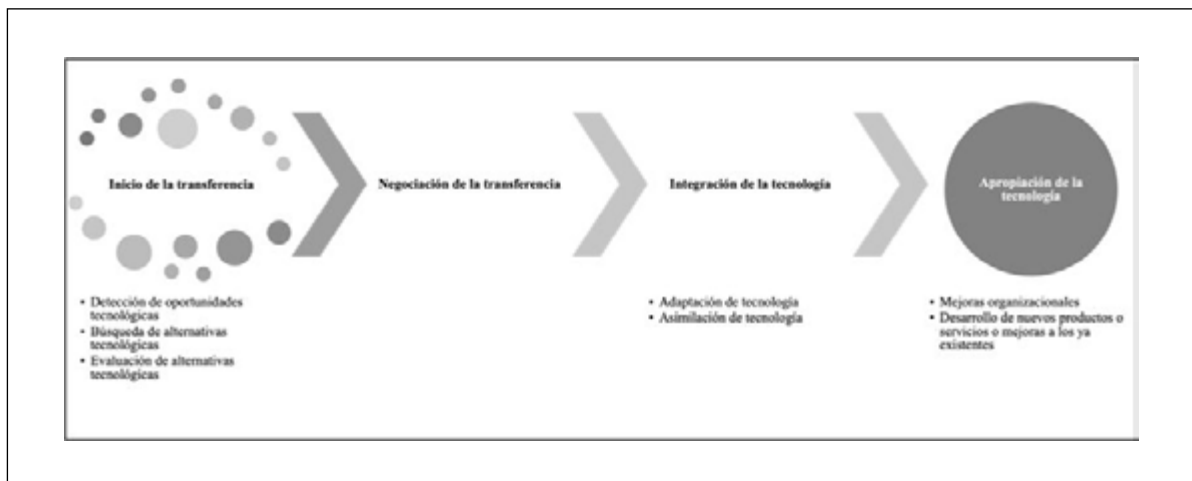 Inicio de la transferencia
Negociación de la transferencia
Integración de la tecnología
Apropiación de la
tecnología
• Detección de oportunidades
tecnológicas
• Búsqueda de alternativas
tecnológicas
• Evaluación de alternativas
tecnológicas
• Adaptación de tecnología
• Asimilación de tecnología
• Mejoras organizacionales
• Desarrollo de nuevos productos o
servicios o mejoras a los ya
existentes